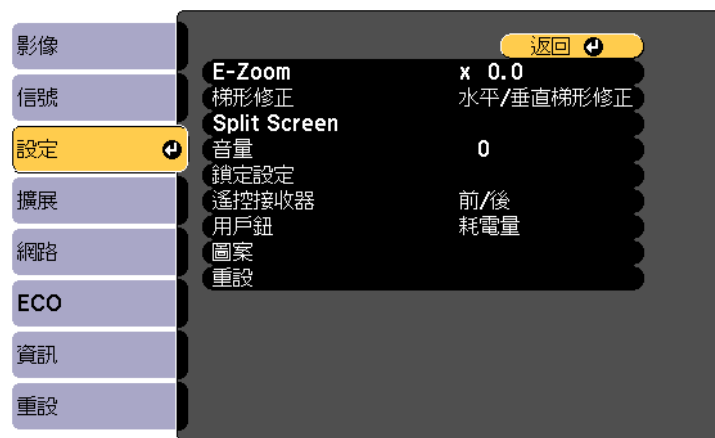 影像
信號
設定
擴展
網路
ECO
資訊
重設
返回
E-Zoom x 0.0
梯形修正 水平/垂直梯形修正
Split Screen
音量 0
鎖定設定
遙控接收器 前/後
用戶鈕 耗電量
圖案
重設